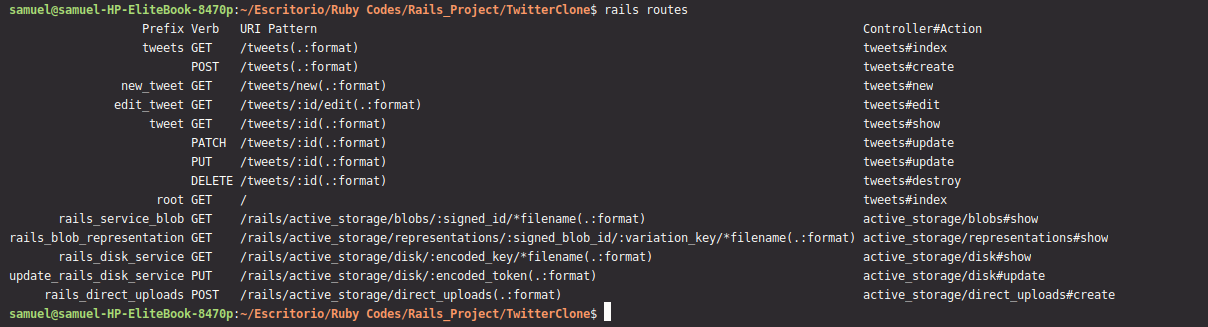 samuel@samuel-HP-EliteBook-8470p:~/Escritorio/Ruby Codes/Rails_Project/TwitterClone$ rails routes
Prefix Verb URI Pattern Controller#Action
tweets GET /tweets(.:format) tweets#index
POST /tweets(.:format) tweets#create
new_tweet GET /tweets/new(.:format) tweets#new
edit_tweet GET /tweets/:id/edit(.:format) tweets#edit
tweet GET /tweets/:id(.:format) tweets#show
PATCH /tweets/:id(.:format) tweets#update
PUT /tweets/:id(.:format) tweets#update
DELETE /tweets/:id(.:format) tweets#destroy
root GET / tweets#index
rails_service_blob GET /rails/active_storage/blobs/:signed_id/*filename(.:format) active_storage/blobs#show
rails_blob_representation GET /rails/active_storage/representations/:signed_blob_id/:variation_key/*filename(.:format) active_storage/representations#show
rails_disk_service GET /rails/active_storage/disk/:encoded_key/*filename(.:format) active_storage/disk#show
update_rails_disk_service PUT /rails/active_storage/disk/:encoded_token(.:format) active_storage/disk#update
rails_direct_uploads POST /rails/active_storage/direct_uploads(.:format) active_storage/direct_uploads#create
samuel@samuel-HP-EliteBook-8470p:~/Escritorio/Ruby Codes/Rails_Project/TwitterClone$